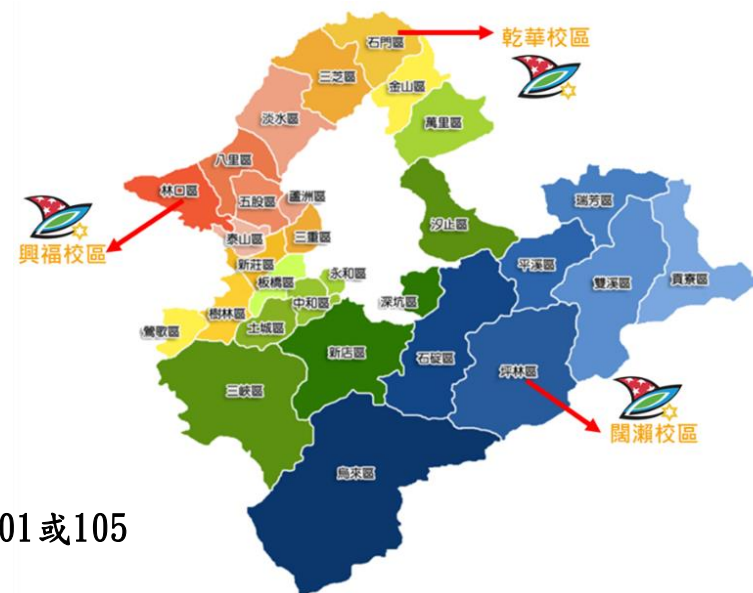 石門區
乾華校區
三芝區
金山區
淡水區
萬里區
八里區
林口區
五股區
蘆洲區
瑞芳區
汐止區
興福校區
泰山區
三重區
新莊區
平溪區
雙溪區
貢寮區
永和區
板橋區
深坑區
中和區
樹林區
鶯歌區
土城區
新店區
石碇區
坪林區
三峽區
闊瀨校區
烏來區
01或105